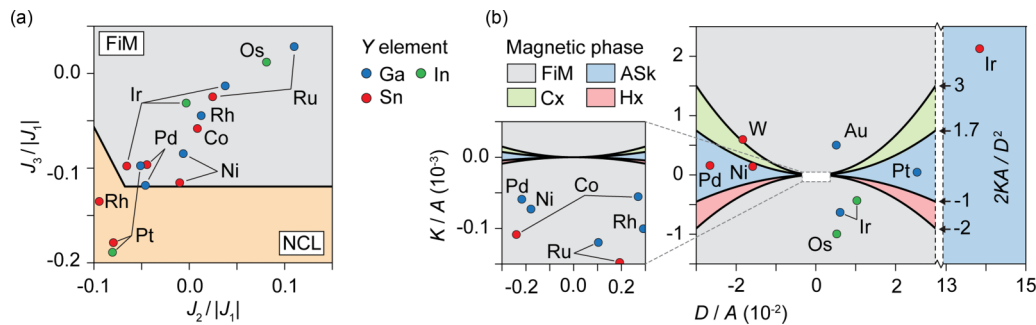 (a)
FiM
Os
Ir
Ru
Rh
Co
Pd
Ni
Rh
Pt
NCL
0.0
-0.1
-0.2
J3/|J1|
-0.1
0.0
0.1
J2/|J1|
Y element
Ga
In
Sn
(b)
Magnetic phase
FiM
ASk
Cx
Hx
0.0
-0.1
K/A (10-3)
Pd
Ni
Co
Rh
Ru
-0.2
0.0
0.2
2
1
0
-1
W
Au
Pd
Ni
Pt
Ir
Os
Ir
3
1.7
-1
-2
2KA/D2
−2
0
2
13
15
D/A (10-2)